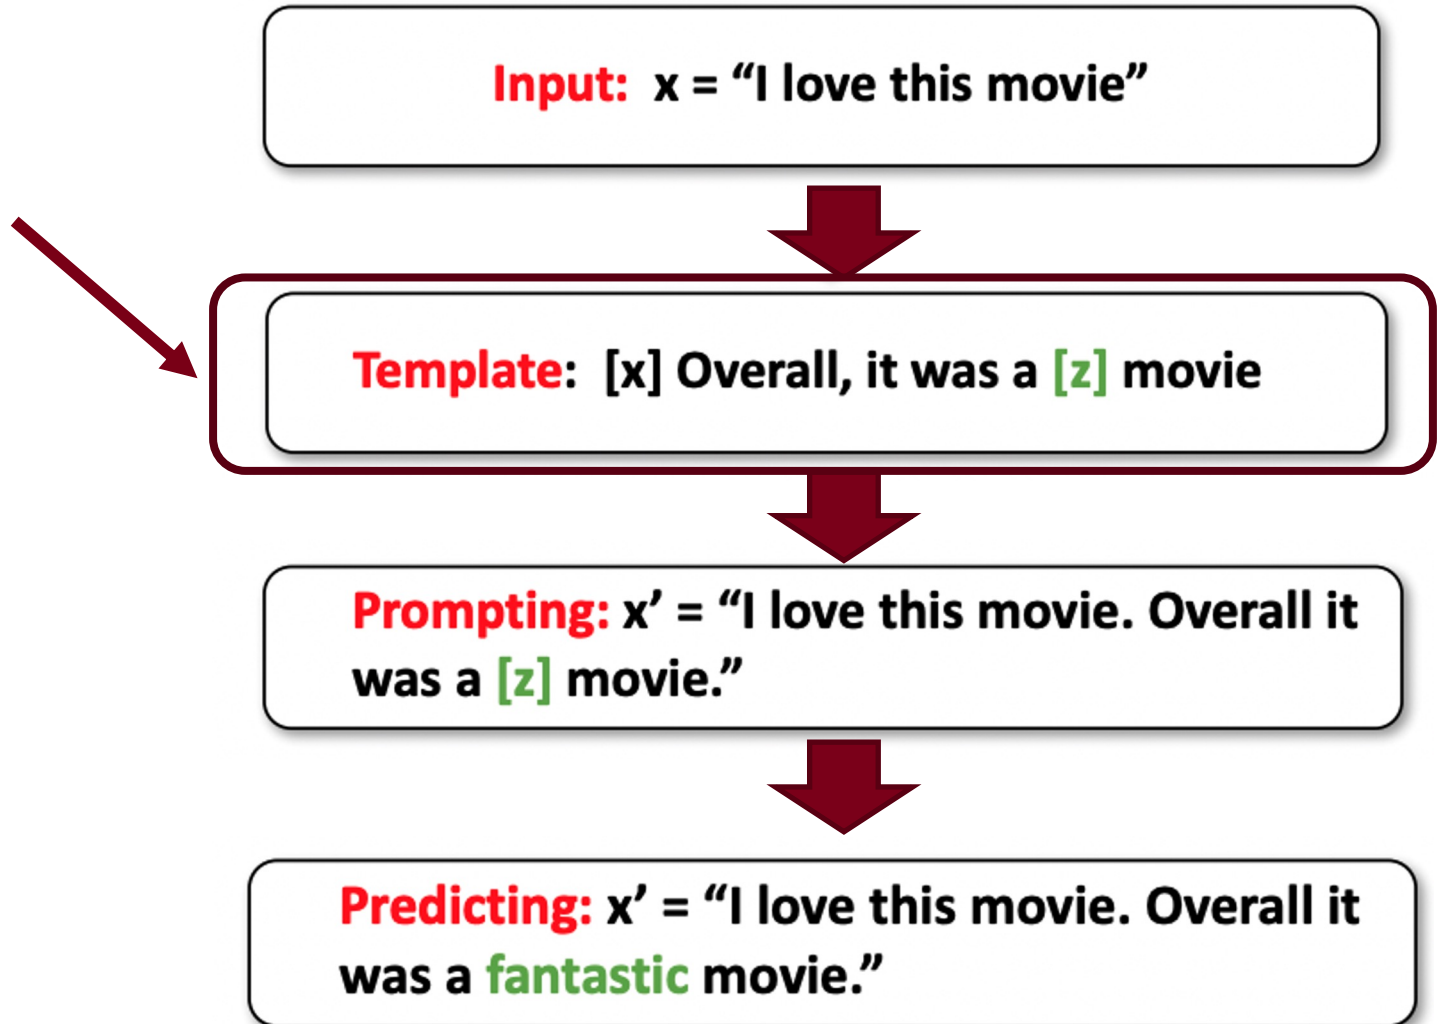 Input: x = “I love this movie”
Template: [x] Overall, it was a [z] movie
Prompting: x’ = “I love this movie. Overall it
was a [z] movie.”
Predicting: x’ = “I love this movie. Overall it
was a fantastic movie.”